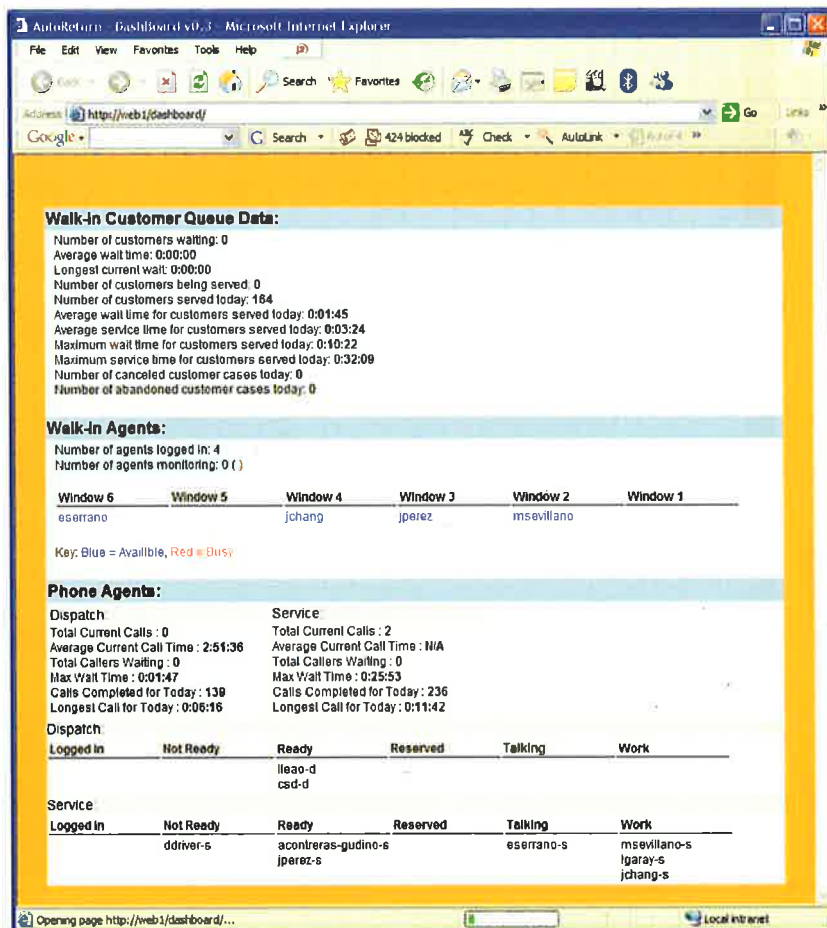 AutoReturn - DashBoard v0.3 - Microsoft Internet Explorer
File Edit View Favorites Tools Help
Back Search Favorites
Address http://web1/dashboard/ Go Links
Google Search 424 blocked Check AutoLink
Walk-in Customer Queue Data:
Number of customers waiting: 0
Average wait time: 0:00:00
Longest current wait: 0:00:00
Number of customers being served: 0
Number of customers served today: 164
Average wait time for customers served today: 0:01:45
Average service time for customers served today: 0:03:24
Maximum wait time for customers served today: 0:10:22
Maximum service time for customers served today: 0:32:09
Number of canceled customer cases today: 0
Number of abandoned customer cases today: 0
Walk-in Agents:
Number of agents logged in: 4
Number of agents monitoring: 0 ( )
Window 6 Window 5 Window 4 Window 3 Window 2 Window 1
eserrano jchang jperez msevillano
Key: Blue = Availible, Red = Busy
Phone Agents:
Dispatch: Service:
Total Current Calls : 0 Total Current Calls : 2
Average Current Call Time : 2:51:36 Average Current Call Time : N/A
Total Callers Waiting : 0 Total Callers Waiting : 0
Max Wait Time : 0:01:47 Max Wait Time : 0:25:53
Calls Completed for Today : 139 Calls Completed for Today : 236
Longest Call for Today : 0:06:16 Longest Call for Today : 0:11:42
Dispatch:
Logged in Not Ready Ready Reserved Talking Work
lleao-d
csd-d
Service:
Logged in Not Ready Ready Reserved Talking Work
ddriver-s acontreras-gudino-s eserrano-s msevillano-s
jperez-s lgaray-s
jchang-s
Opening page http://web1/dashboard/... Local intranet